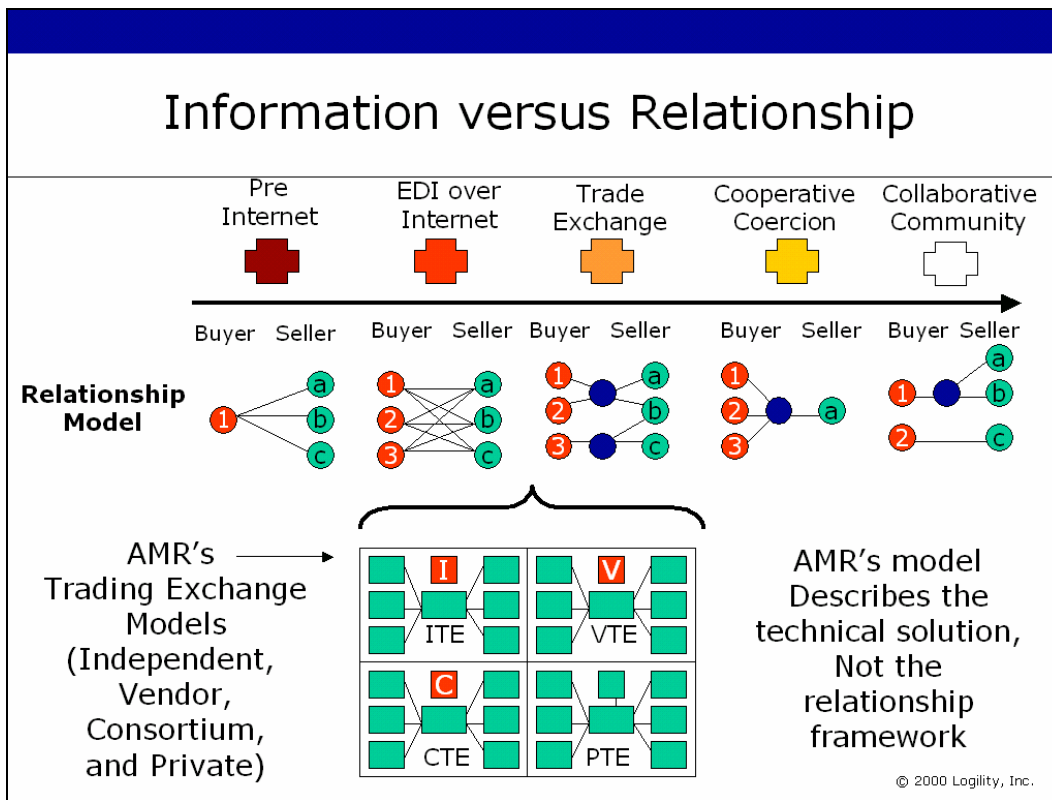 Information versus Relationship
Pre
Internet
EDI over
Internet
Trade
Exchange
Cooperative
Coercion
Collaborative
Community
Buyer Seller
Buyer Seller
Buyer Seller
Buyer Seller
Buyer Seller
Relationship
Model
1
a
b
c
1
2
3
a
b
c
1
2
3
a
b
c
1
2
3
a
1
2
a
b
c
AMR's
Trading Exchange
Models
(Independent,
Vendor,
Consortium,
and Private)
I
ITE
V
VTE
C
CTE
PTE
AMR's model
Describes the
technical solution,
Not the
relationship
framework
© 2000 Logility, Inc.